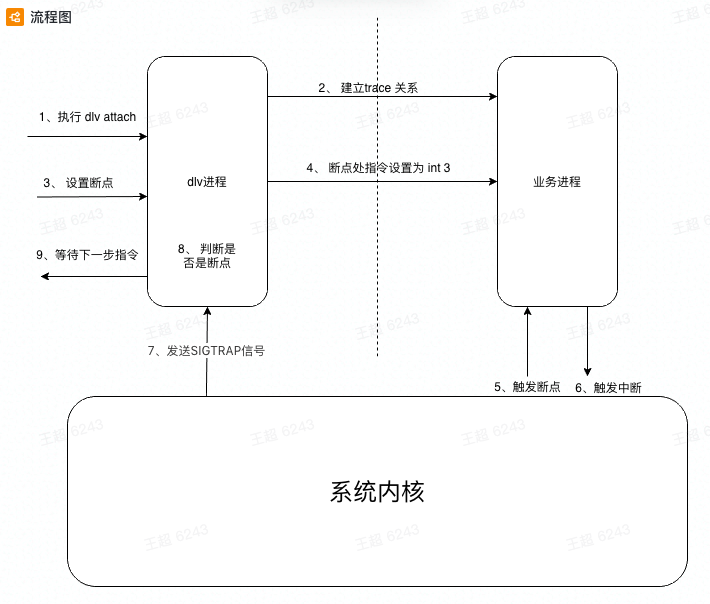 流程图
2、 建立trace 关系
1、执行 dlv attach
4、 断点处指令设置为 int 3
3、 设置断点
dlv进程
业务进程
9、等待下一步指令
8、 判断是
否是断点
7、发送SIGTRAP信号
5、触发断点
6、触发中断
系统内核
王超 6243